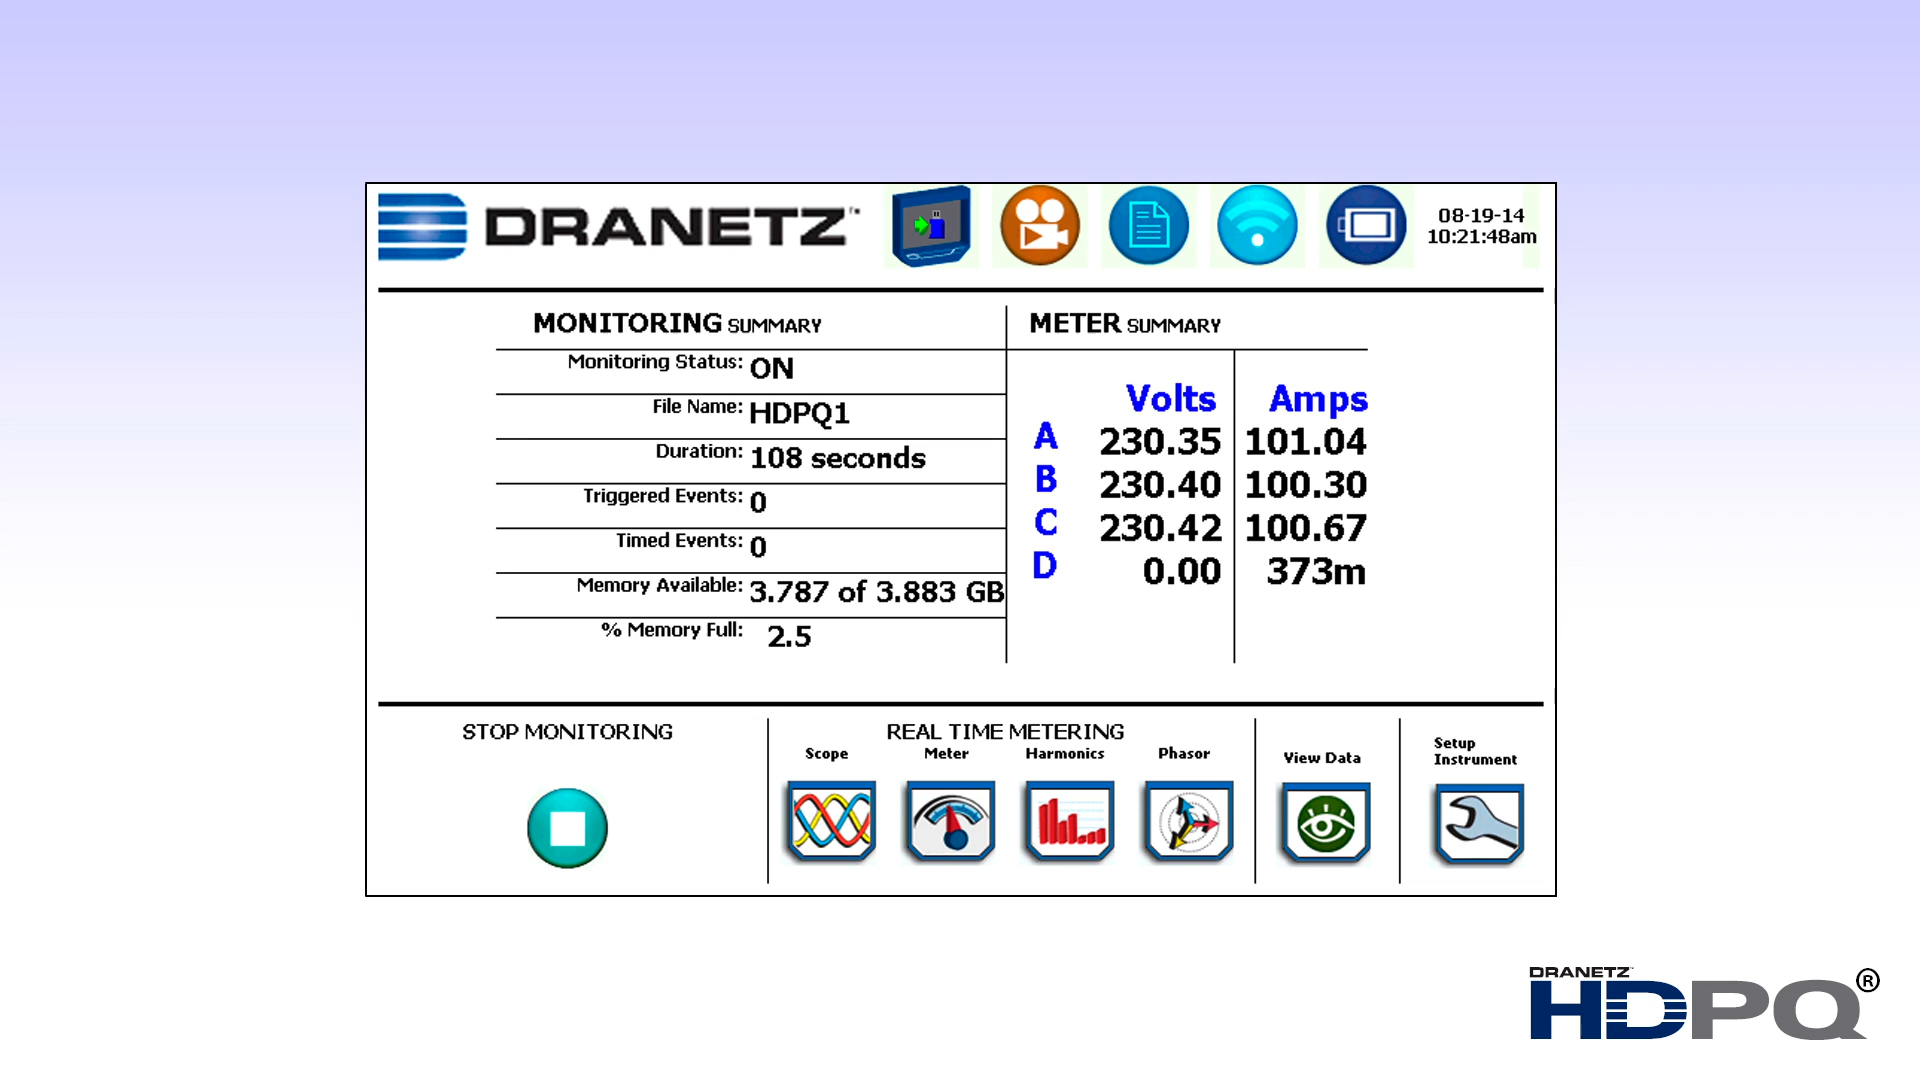 DRANETZ™
08-19-14
10:21:48am
MONITORING SUMMARY
Monitoring Status: ON
File Name: HDPQ1
Duration: 108 seconds
Triggered Events: 0
Timed Events: 0
Memory Available: 3.787 of 3.883 GB
% Memory Full: 2.5
METER SUMMARY
Volts Amps
A 230.35 101.04
B 230.40 100.30
C 230.42 100.67
D 0.00 373m
STOP MONITORING
REAL TIME METERING
Scope Meter Harmonics Phasor
View Data
Setup
Instrument
DRANETZ™
HDPQ®